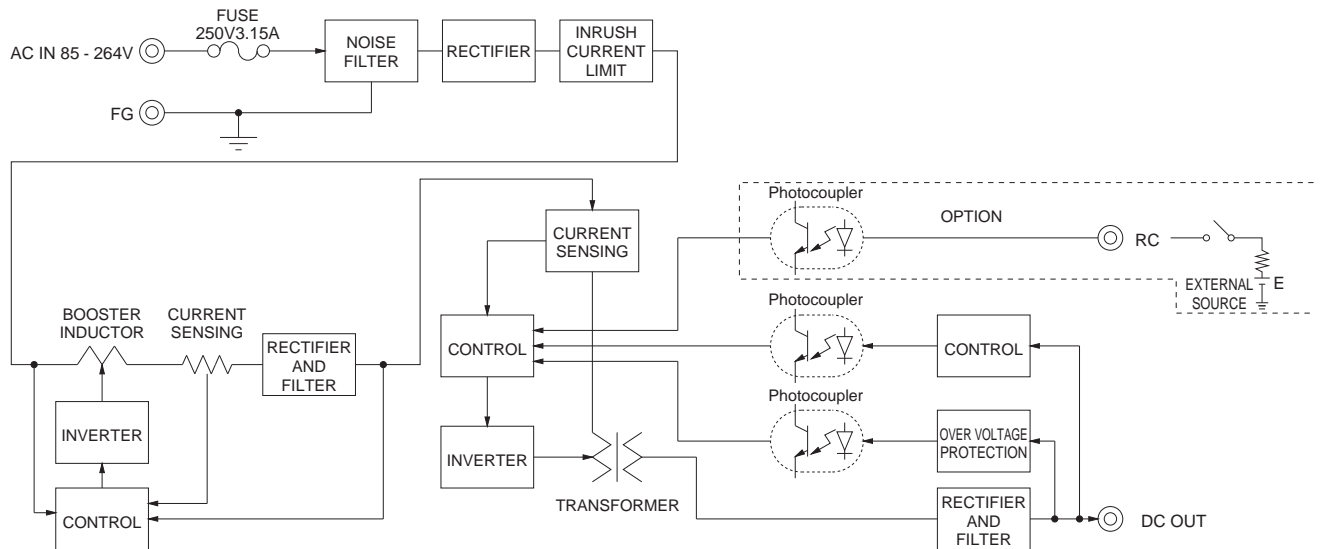 FUSE
250V3.15A
AC IN 85 - 264V
NOISE
FILTER
RECTIFIER
INRUSH
CURRENT
LIMIT
FG
Photocoupler
OPTION
RC
E
EXTERNAL
SOURCE
CURRENT
SENSING
BOOSTER
INDUCTOR
CURRENT
SENSING
RECTIFIER
AND
FILTER
CONTROL
Photocoupler
CONTROL
Photocoupler
INVERTER
INVERTER
OVER VOLTAGE
PROTECTION
TRANSFORMER
CONTROL
RECTIFIER
AND
FILTER
DC OUT